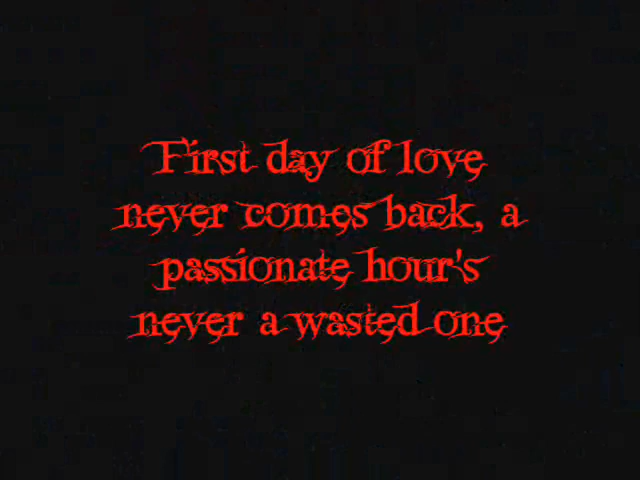 First day of love
never comes back, a
passionate hour's
never a wasted one